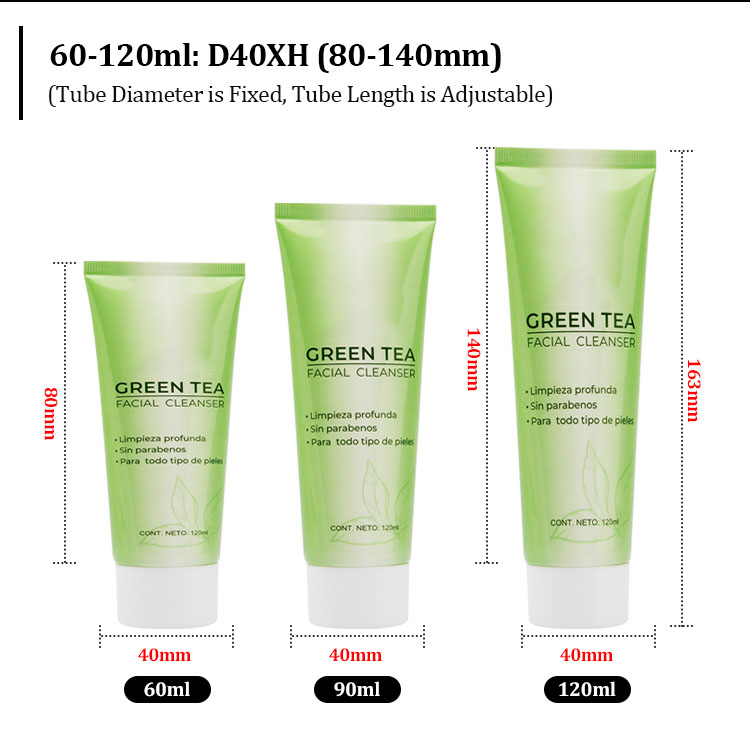 60-120ml: D40XH (80-140mm)
(Tube Diameter is Fixed, Tube Length is Adjustable)
80mm
GREEN TEA
FACIAL CLEANSER
• Limpieza profunda
• Sin parabenos
• Para todo tipo de pieles
CONT. NETO: 120ml
40mm
60ml
GREEN TEA
FACIAL CLEANSER
• Limpieza profunda
• Sin parabenos
• Para todo tipo de pieles
CONT. NETO: 120ml
40mm
90ml
140mm
GREEN TEA
FACIAL CLEANSER
• Limpieza profunda
• Sin parabenos
• Para todo tipo de pieles
CONT. NETO: 120ml
163mm
40mm
120ml